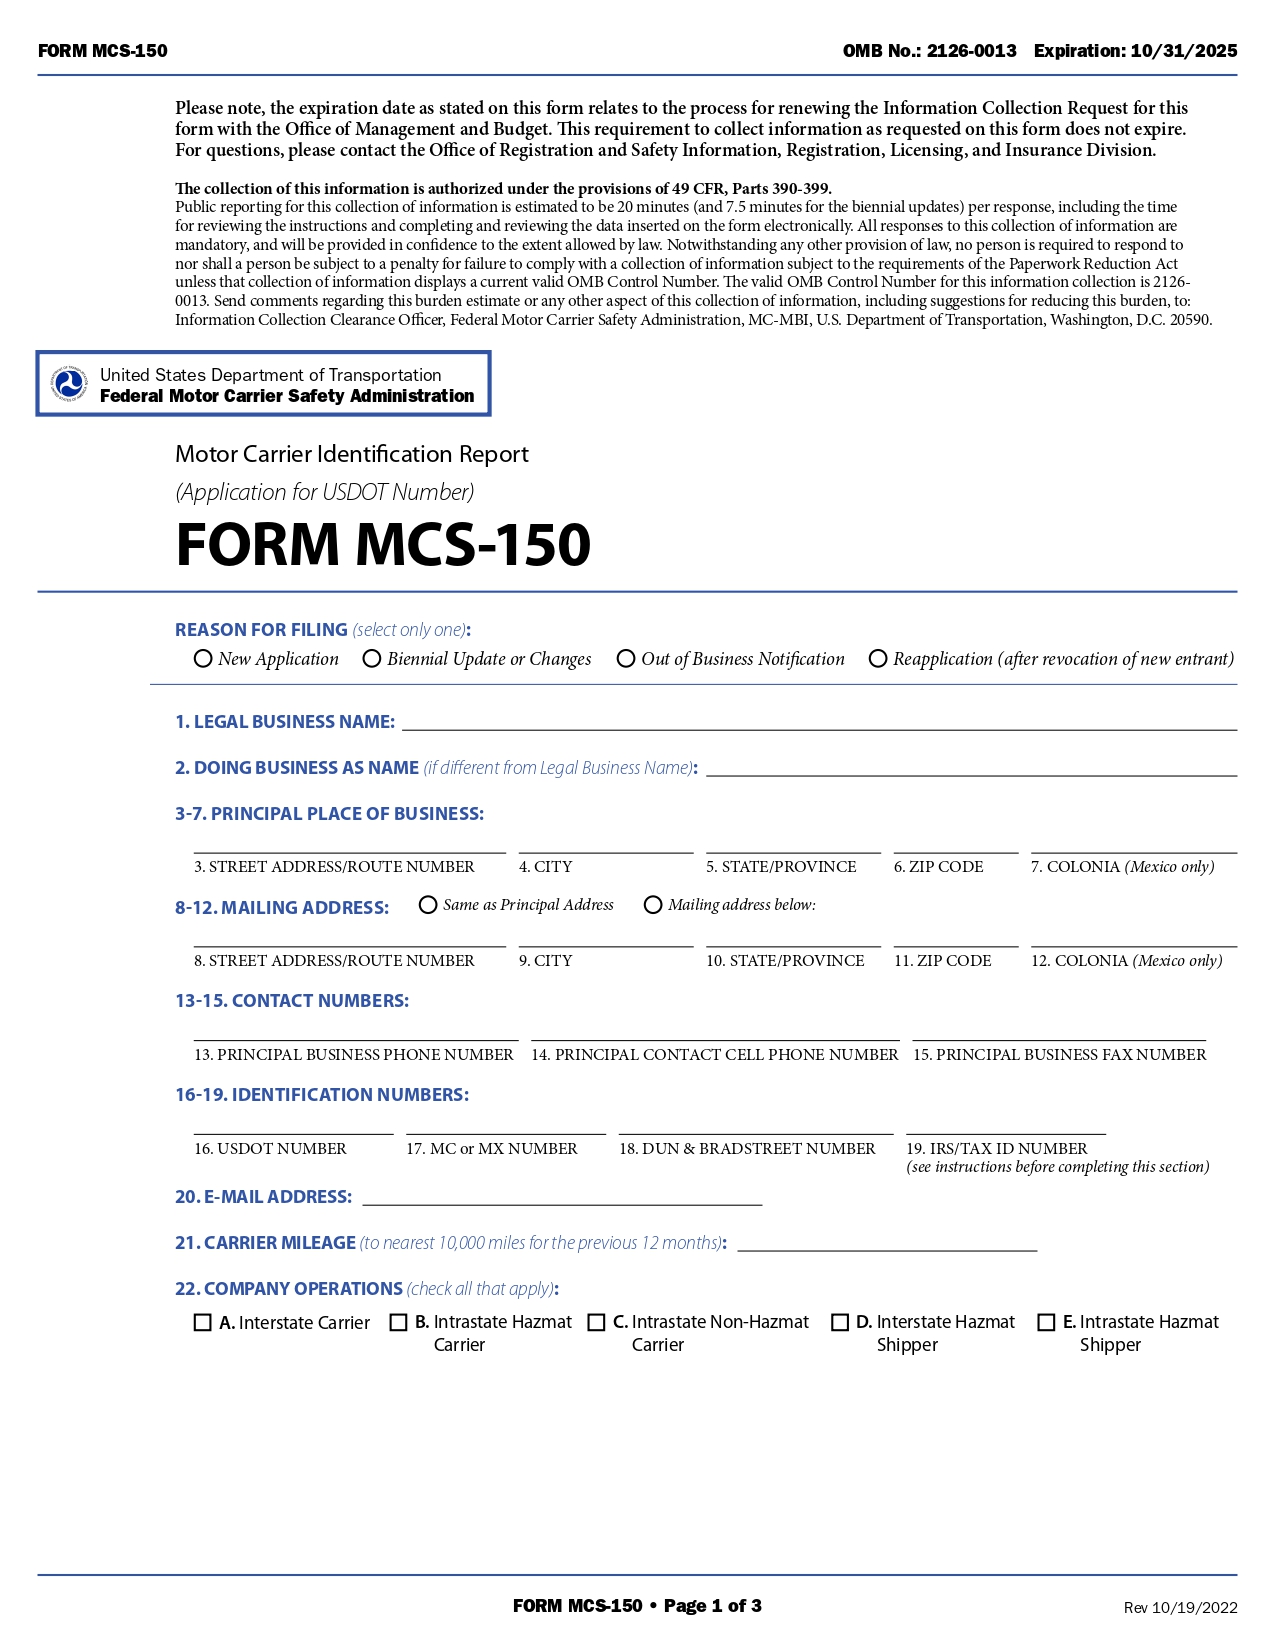 FORM MCS-150
OMB No.: 2126-0013 Expiration: 10/31/2025
Please note, the expiration date as stated on this form relates to the process for renewing the Information Collection Request for this
form with the Office of Management and Budget. This requirement to collect information as requested on this form does not expire.
For questions, please contact the Office of Registration and Safety Information, Registration, Licensing, and Insurance Division.
The collection of this information is authorized under the provisions of 49 CFR, Parts 390-399.
Public reporting for this collection of information is estimated to be 20 minutes (and 7.5 minutes for the biennial updates) per response, including the time
for reviewing the instructions and completing and reviewing the data inserted on the form electronically. All responses to this collection of information are
mandatory, and will be provided in confidence to the extent allowed by law. Notwithstanding any other provision of law, no person is required to respond to
nor shall a person be subject to a penalty for failure to comply with a collection of information subject to the requirements of the Paperwork Reduction Act
unless that collection of information displays a current valid OMB Control Number. The valid OMB Control Number for this information collection is 2126-
0013. Send comments regarding this burden estimate or any other aspect of this collection of information, including suggestions for reducing this burden, to:
Information Collection Clearance Officer, Federal Motor Carrier Safety Administration, MC-MBI, U.S. Department of Transportation, Washington, D.C. 20590.
United States Department of Transportation
Federal Motor Carrier Safety Administration
Motor Carrier Identification Report
(Application for USDOT Number)
FORM MCS-150
REASON FOR FILING (select only one):
New Application Biennial Update or Changes Out of Business Notification Reapplication (after revocation of new entrant)
1. LEGAL BUSINESS NAME:
2. DOING BUSINESS AS NAME (if different from Legal Business Name):
3-7. PRINCIPAL PLACE OF BUSINESS:
3. STREET ADDRESS/ROUTE NUMBER 4. CITY 5. STATE/PROVINCE 6. ZIP CODE 7. COLONIA (Mexico only)
8-12. MAILING ADDRESS: Same as Principal Address Mailing address below:
8. STREET ADDRESS/ROUTE NUMBER 9. CITY 10. STATE/PROVINCE 11. ZIP CODE 12. COLONIA (Mexico only)
13-15. CONTACT NUMBERS:
13. PRINCIPAL BUSINESS PHONE NUMBER 14. PRINCIPAL CONTACT CELL PHONE NUMBER 15. PRINCIPAL BUSINESS FAX NUMBER
16-19. IDENTIFICATION NUMBERS:
16. USDOT NUMBER 17. MC or MX NUMBER 18. DUN & BRADSTREET NUMBER 19. IRS/TAX ID NUMBER
(see instructions before completing this section)
20. E-MAIL ADDRESS:
21. CARRIER MILEAGE (to nearest 10,000 miles for the previous 12 months):
22. COMPANY OPERATIONS (check all that apply):
A. Interstate Carrier B. Intrastate Hazmat C. Intrastate Non-Hazmat D. Interstate Hazmat E. Intrastate Hazmat
Carrier Carrier Shipper Shipper
FORM MCS-150 • Page 1 of 3
Rev 10/19/2022